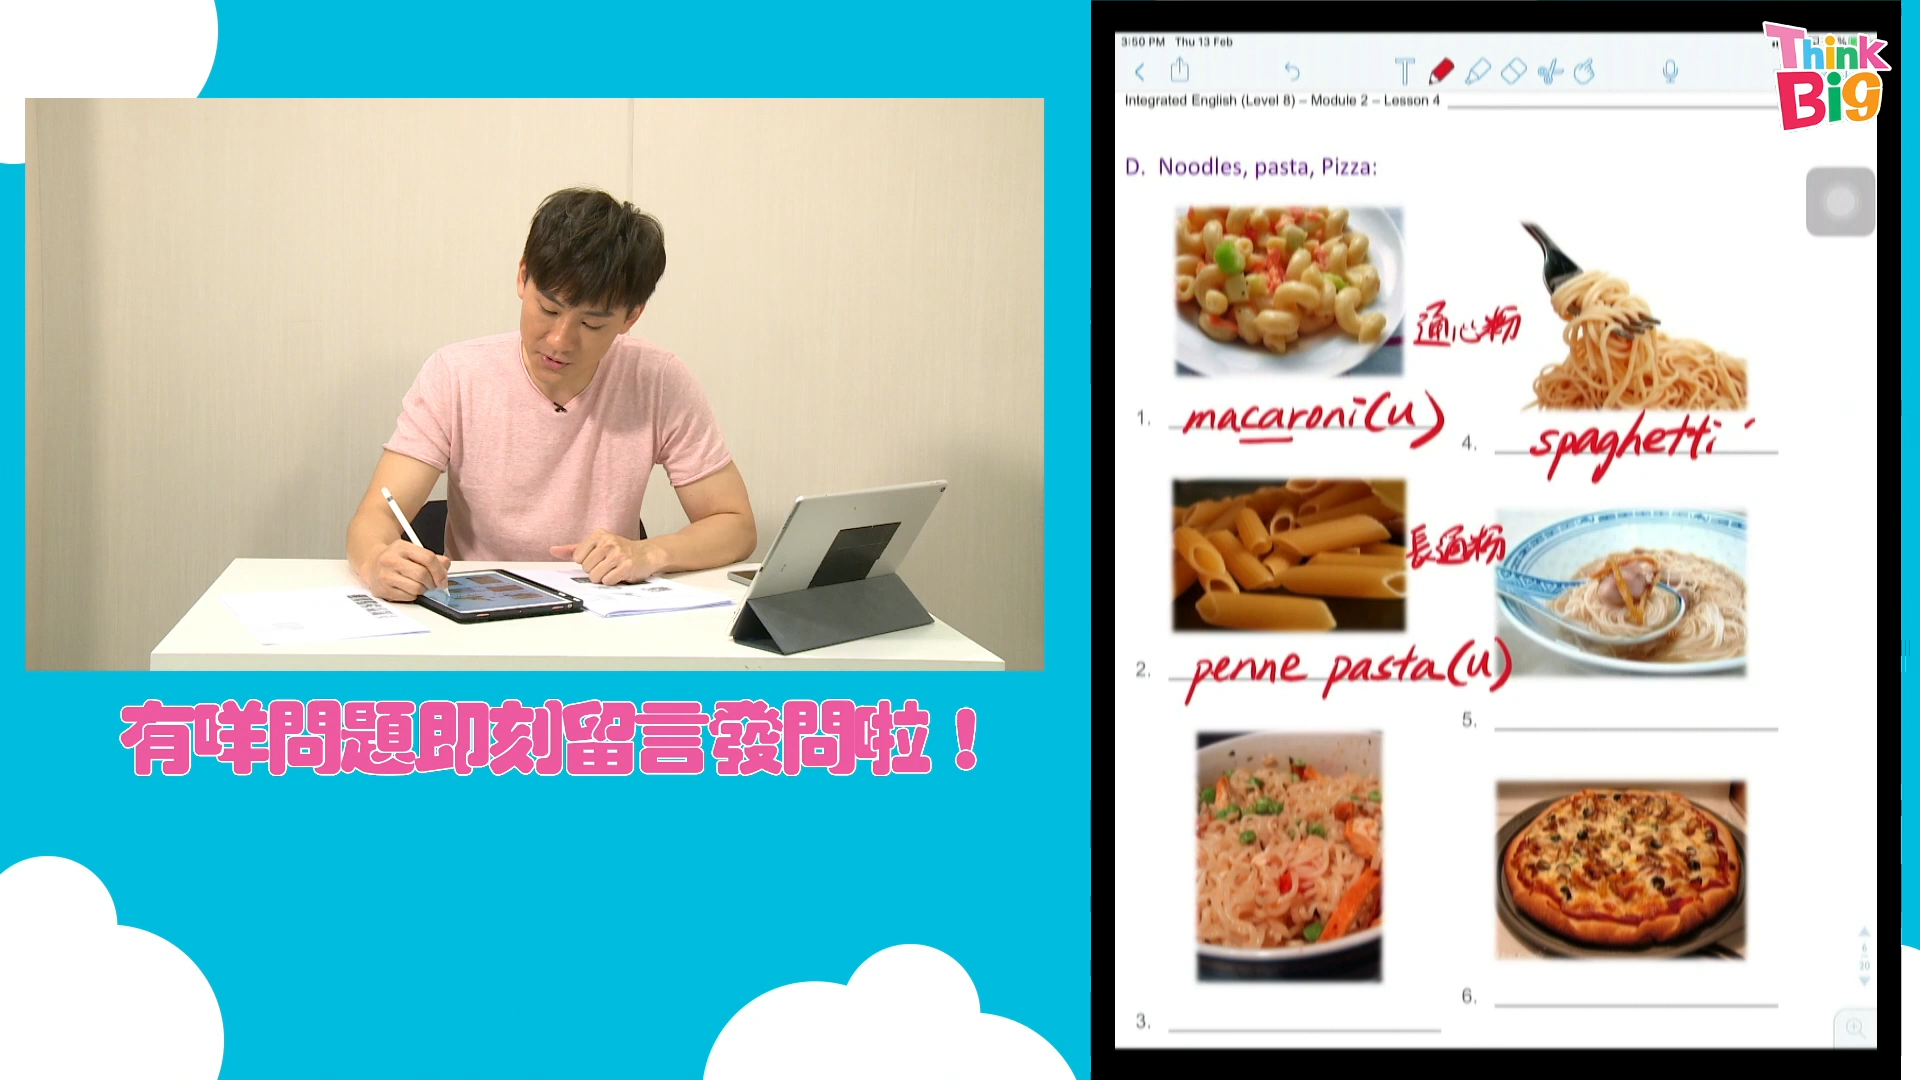 3:50 PM Thu 13 Feb
Think
Big
Integrated English (Level 8) – Module 2 – Lesson 4
D. Noodles, pasta, Pizza:
通心粉
1. macaroni(u)
4. spaghetti
長通粉
2. penne pasta(u)
5.
6.
3.
6
20
有咩問題即刻留言發問啦！